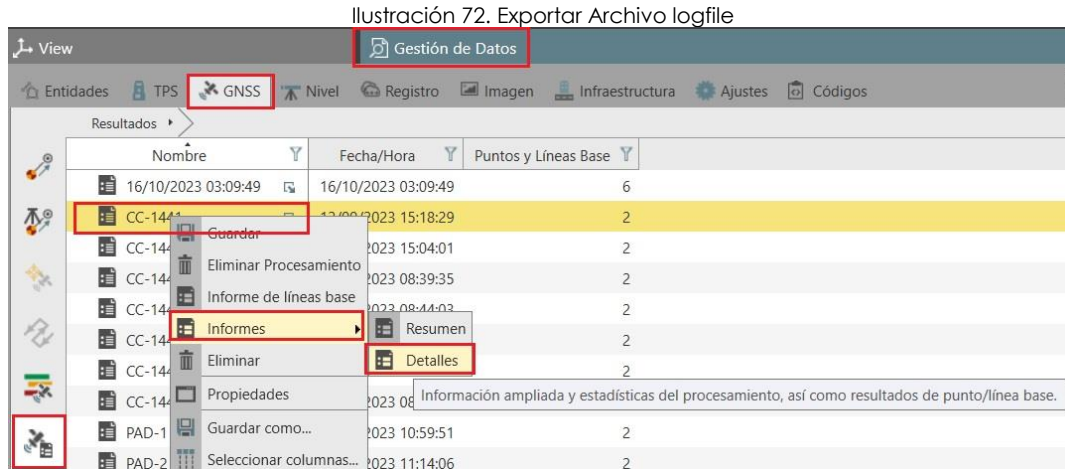 Ilustración 72. Exportar Archivo logfile
View
Gestión de Datos
Entidades TPS GNSS Nivel Registro Imagen Infraestructura Ajustes Códigos
Resultados
Nombre Fecha/Hora Puntos y Líneas Base
16/10/2023 03:09:49 16/10/2023 03:09:49 6
CC-1441 2023 15:18:29 2
Guardar
CC-144 2023 15:04:01 2
Eliminar Procesamiento
CC-144 2023 08:39:35 2
Informe de líneas base
CC-144 2023 08:44:03 2
Informes Resumen
CC-144 2
Eliminar Detalles
CC-144 2
Propiedades
CC-144 2023 08
Información ampliada y estadísticas del procesamiento, así como resultados de punto/línea base.
PAD-1 Guardar como... 2023 10:59:51 2
PAD-2 Seleccionar columnas... 2023 11:14:06 2